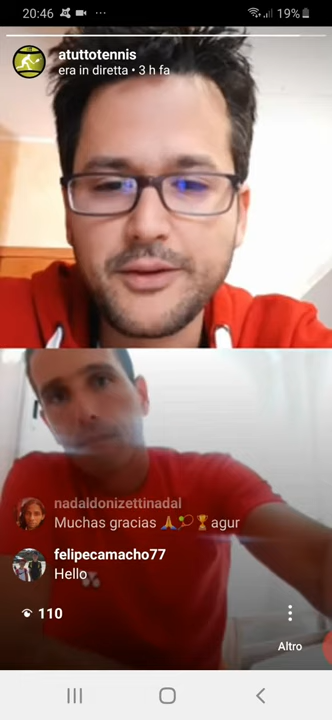 20:46
19%
atuttotennis
era in diretta • 3 h fa
nadaldonizettinadal
Muchas gracias 🙏🎾🏆agur
felipecamacho77
Hello
110
Altro